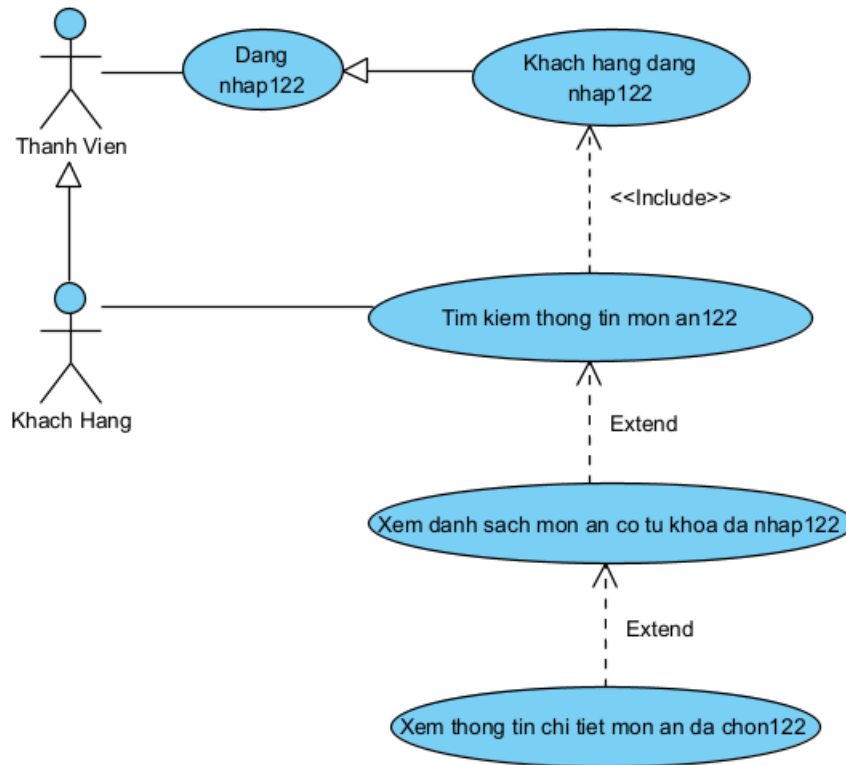 Dang
nhap122
Khach hang dang
nhap122
Thanh Vien
<<Include>>
Tim kiem thong tin mon an122
Khach Hang
Extend
Xem danh sach mon an co tu khoa da nhap122
Extend
Xem thong tin chi tiet mon an da chon122